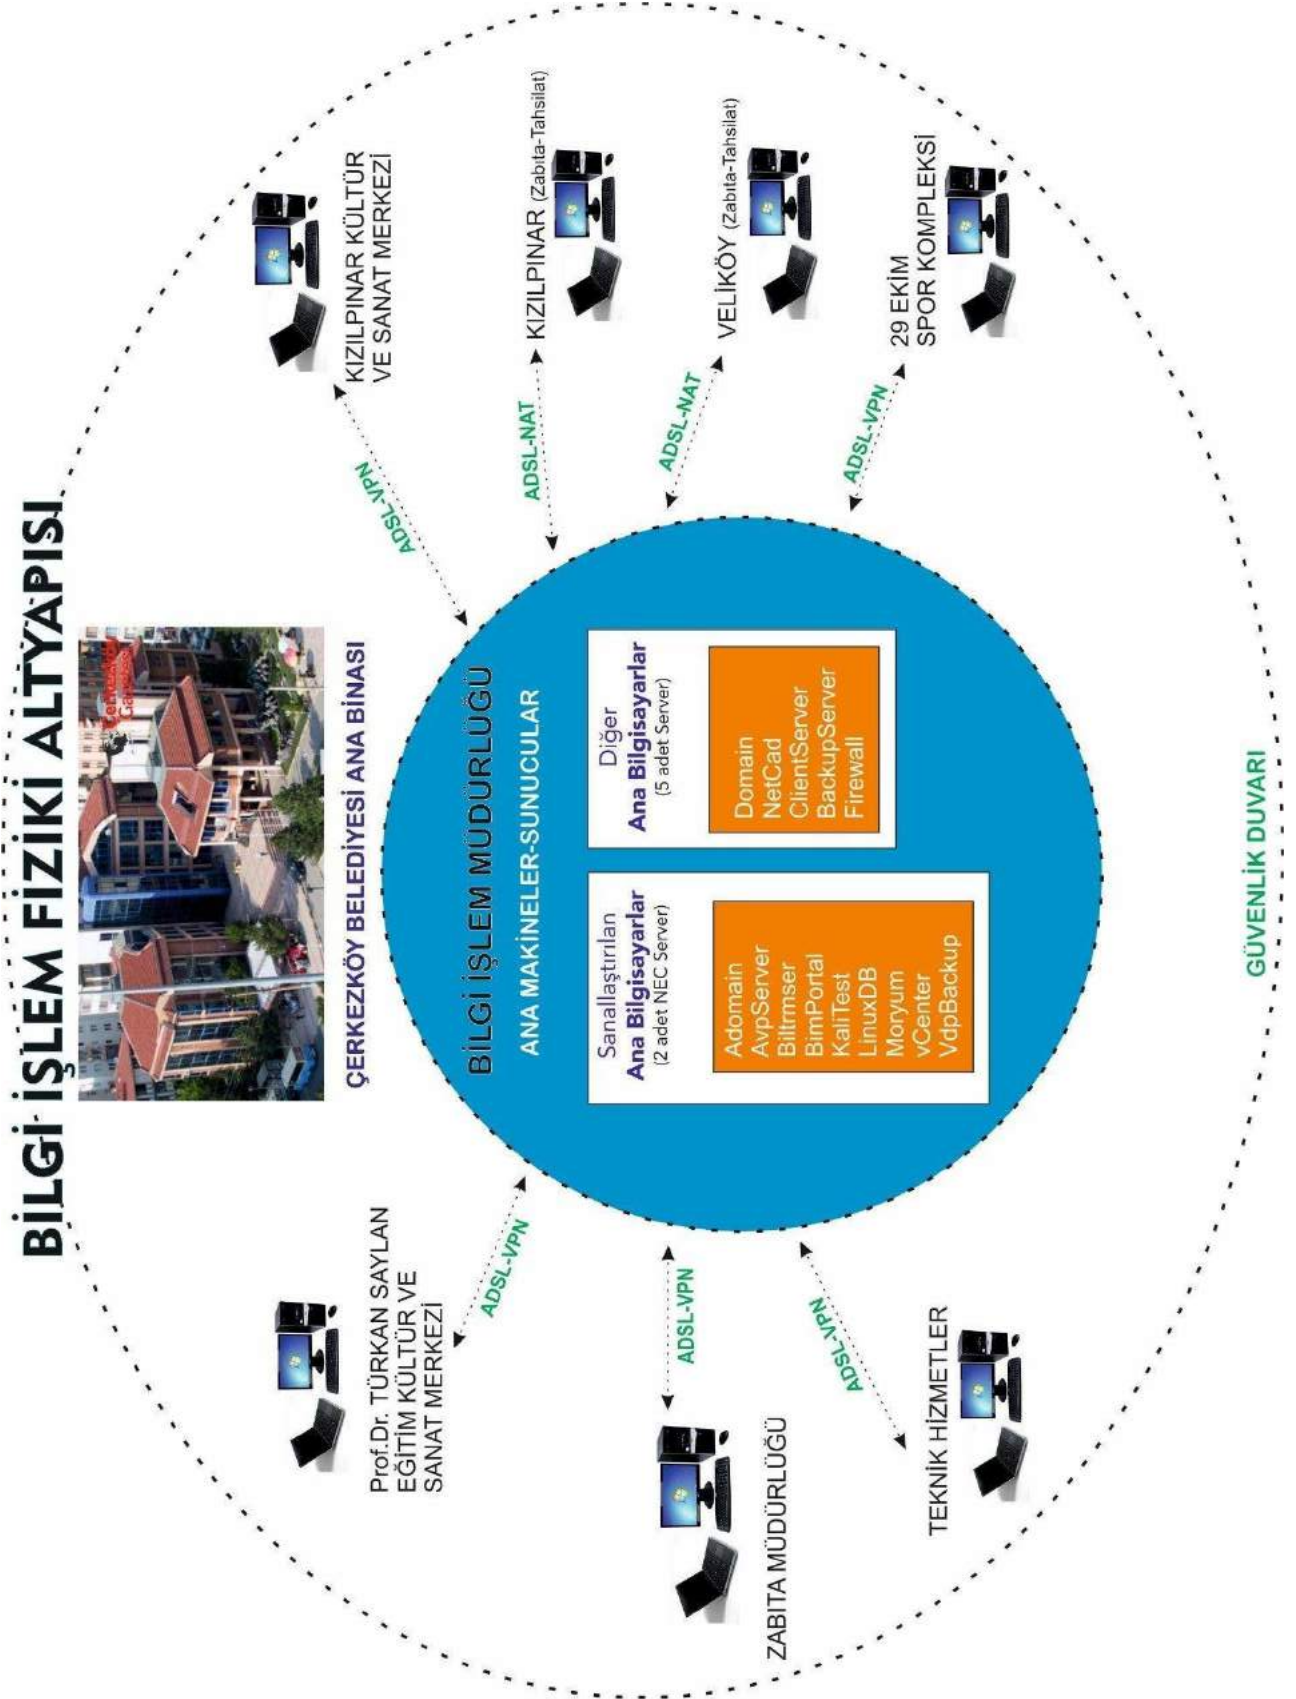 BİLGİ İŞLEM FİZİKİ ALTYAPISI
ÇERKEZKÖY BELEDİYESİ ANA BİNASI
Prof.Dr. TÜRKAN SAYLAN
EĞİTİM KÜLTÜR VE
SANAT MERKEZİ
ADSL-VPN
ZABITA MÜDÜRLÜĞÜ
ADSL-VPN
TEKNİK HİZMETLER
ADSL-VPN
BİLGİ İŞLEM MÜDÜRLÜĞÜ
ANA MAKİNELER-SUNUCULAR
Sanallaştırılan
Ana Bilgisayarlar
(2 adet NEC Server)
Adomain
AvpServer
Biltrmser
BimPortal
KaliTest
LinuxDB
Moryum
vCenter
VdpBackup
Diğer
Ana Bilgisayarlar
(5 adet Server)
Domain
NetCad
ClientServer
BackupServer
Firewall
ADSL-VPN
KIZILPINAR KÜLTÜR
VE SANAT MERKEZİ
ADSL-NAT
KIZILPINAR (Zabıta-Tahsilat)
ADSL-NAT
VELİKÖY (Zabıta-Tahsilat)
ADSL-VPN
29 EKİM
SPOR KOMPLEKSİ
GÜVENLİK DUVARI